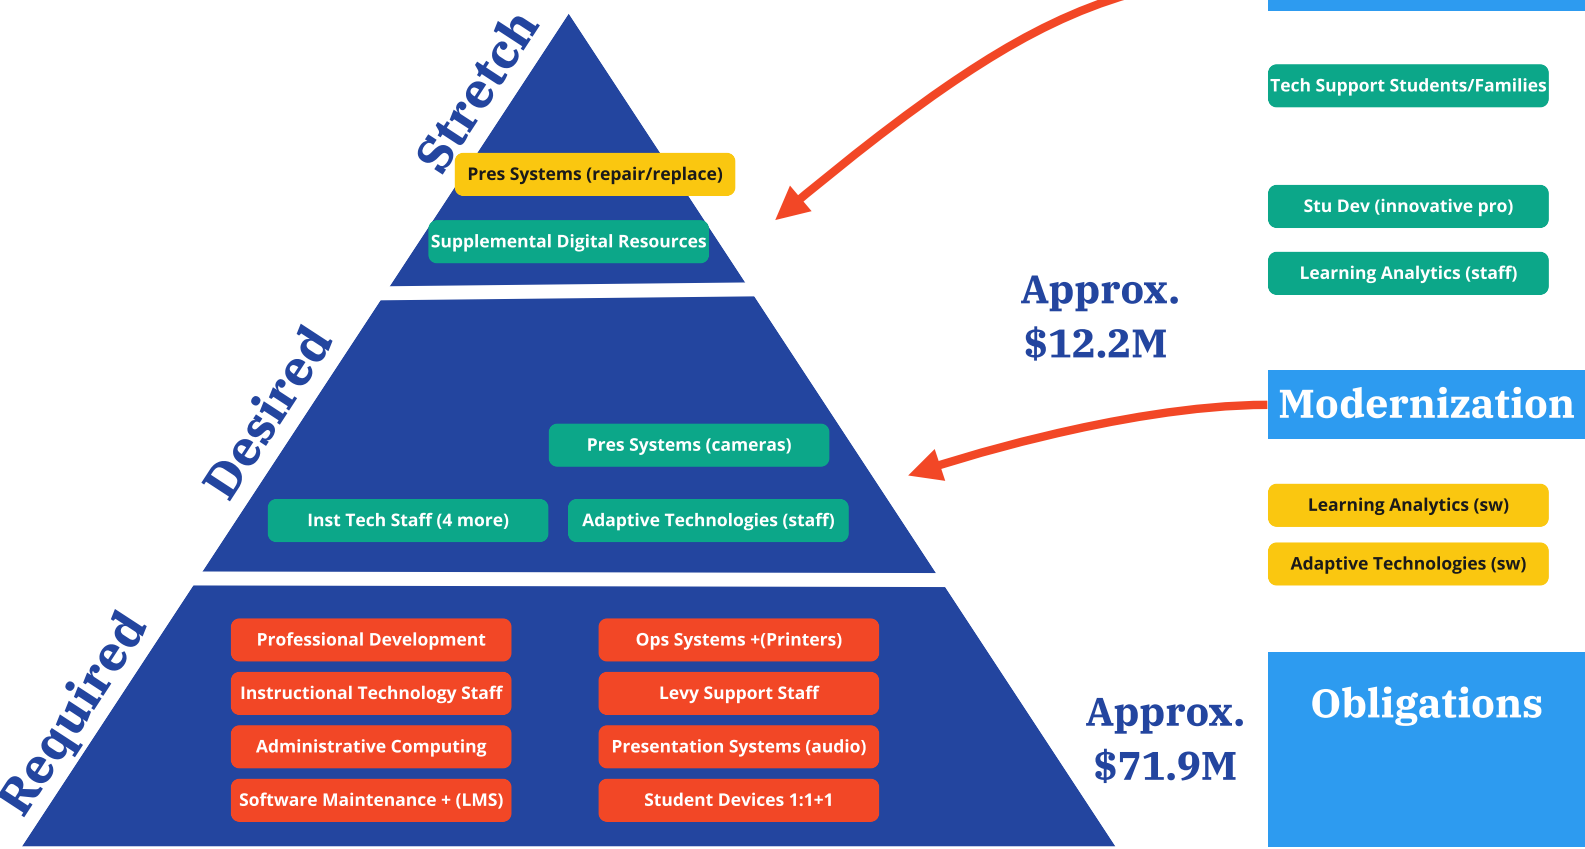 Stretch
Pres Systems (repair/replace)
Supplemental Digital Resources
Desired
Pres Systems (cameras)
Inst Tech Staff (4 more)
Adaptive Technologies (staff)
Required
Professional Development
Ops Systems +(Printers)
Instructional Technology Staff
Levy Support Staff
Administrative Computing
Presentation Systems (audio)
Software Maintenance + (LMS)
Student Devices 1:1+1
Approx.
$12.2M
Approx.
$71.9M
Tech Support Students/Families
Stu Dev (innovative pro)
Learning Analytics (staff)
Modernization
Learning Analytics (sw)
Adaptive Technologies (sw)
Obligations